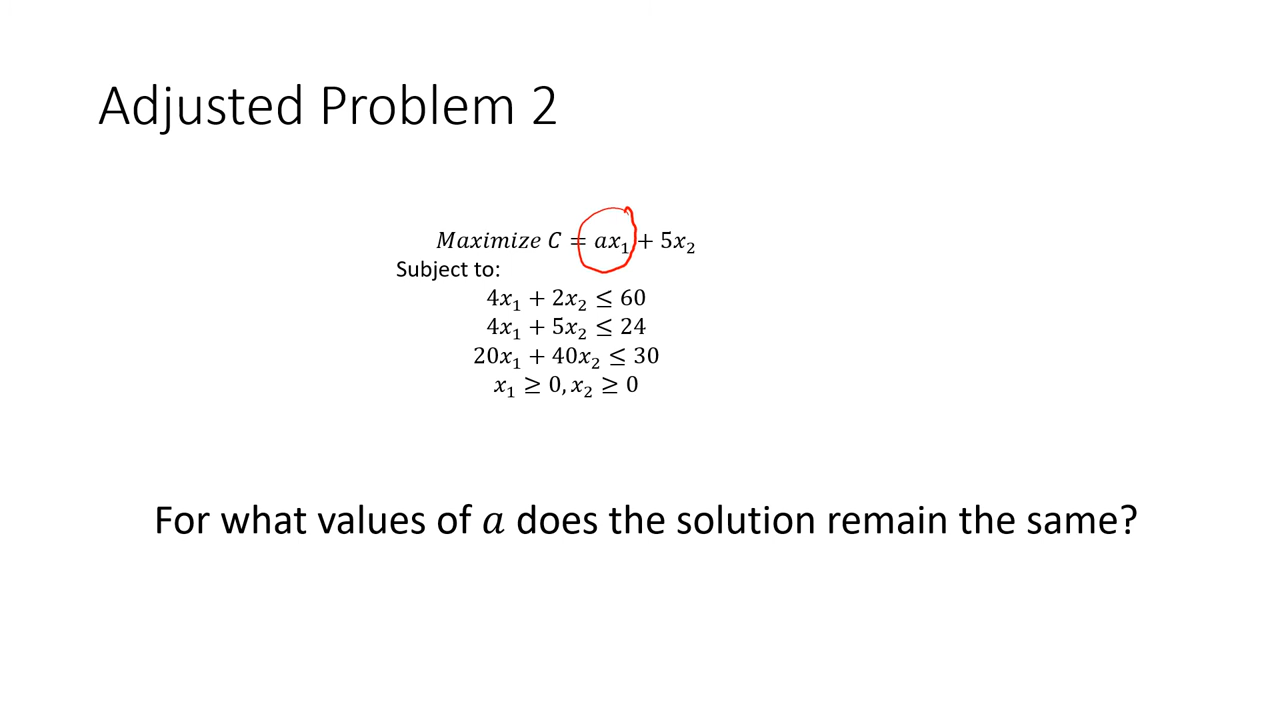 Adjusted Problem 2
Maximize C = ax₁ + 5x₂
Subject to:
4x₁ + 2x₂ ≤ 60
4x₁ + 5x₂ ≤ 24
20x₁ + 40x₂ ≤ 30
x₁ ≥ 0, x₂ ≥ 0
For what values of a does the solution remain the same?